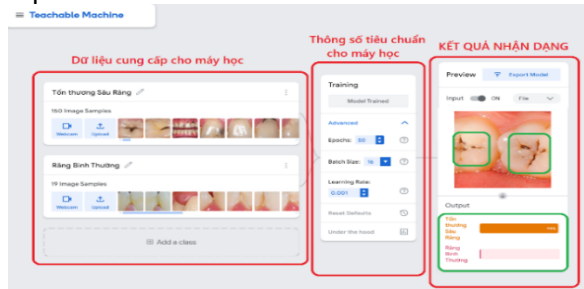 Teachable Machine
Dữ liệu cung cấp cho máy học
Thông số tiêu chuẩn
cho máy học
KẾT QUẢ NHẬN DẠNG
Tổn thương Sâu Răng
160 Image Samples
Webcam
Upload
Răng Bình Thường
19 Image Samples
Webcam
Upload
Add a class
Training
Model Trained
Advanced
Epochs: 50
Batch Size: 16
Learning Rate:
0.001
Reset Defaults
Under the hood
Preview
Export Model
Input
ON
File
Output
Tổn
thương
Sâu
Răng
Răng
Bình
Thường